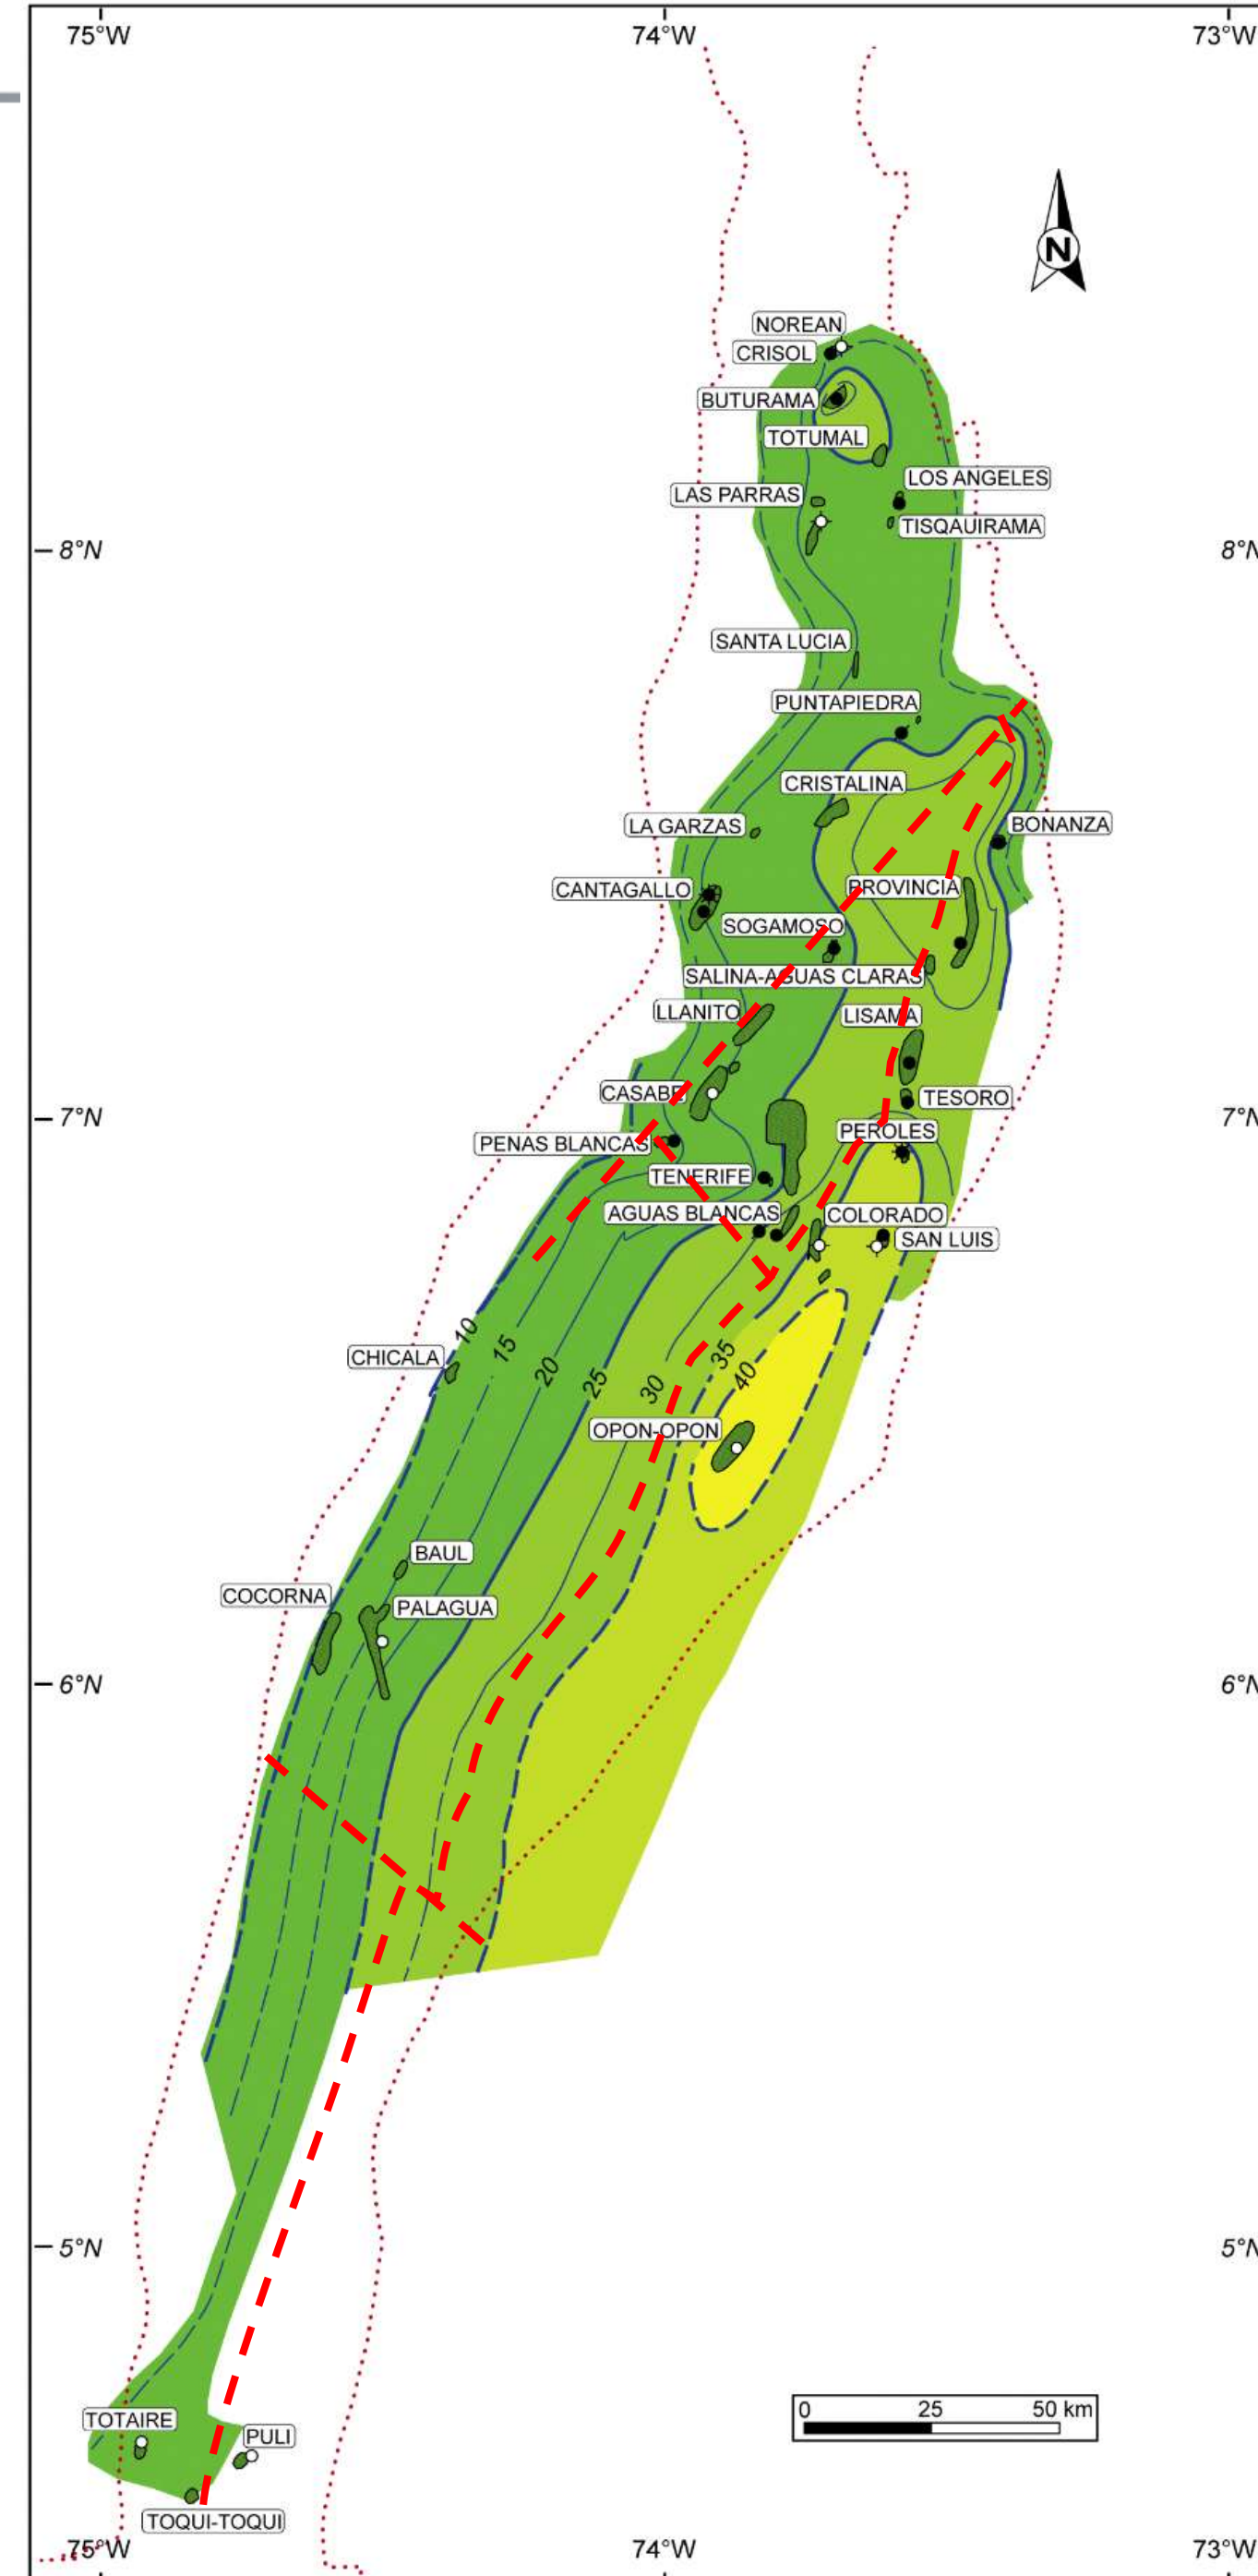 75°W 74°W 73°W
N
NOREAN
CRISOL
BUTURAMA
TOTUMAL
LOS ANGELES
LAS PARRAS
TISQAUIRAMA
8°N 8°N
SANTA LUCIA
PUNTAPIEDRA
CRISTALINA
LA GARZAS
BONANZA
CANTAGALLO
PROVINCIA
SOGAMOSO
SALINA-AGUAS CLARAS
LLANITO
LISAMA
CASABE
TESORO
7°N 7°N
PEROLES
PENAS BLANCAS
TENERIFE
AGUAS BLANCAS
COLORADO
SAN LUIS
CHICALA
10
15
20
25
30
35
40
OPON-OPON
BAUL
COCORNA
PALAGUA
6°N 6°N
5°N 5°N
0 25 50 km
TOTAIRE
PULI
TOQUI-TOQUI
75°W 74°W 73°W